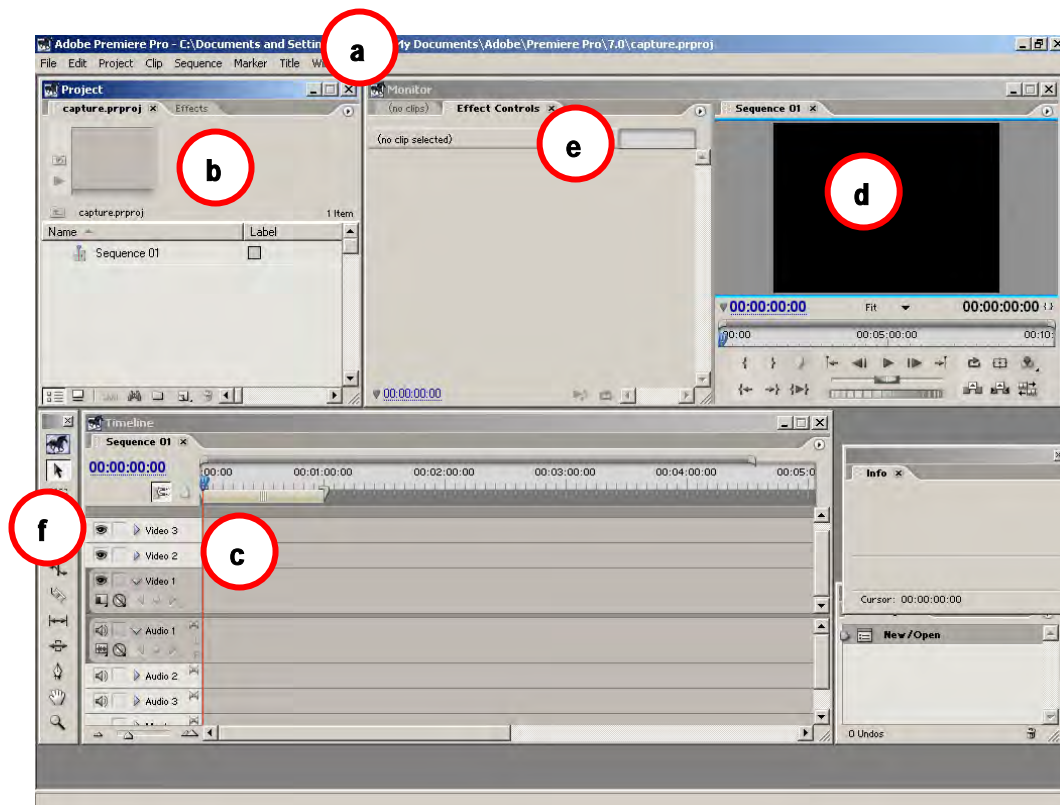 Adobe Premiere Pro - C:\Documents and Settin
My Documents\Adobe\Premiere Pro\7.0\capture.prproj
a
File Edit Project Clip Sequence Marker Title
Project
Monitor
capture.prproj Effects
(no clips) Effect Controls
Sequence 01
(no clip selected)
e
b
d
capture.prproj 1 Item
Name Label
Sequence 01
00:00:00:00 Fit 00:00:00:00
00:00 00:05:00:00 00:10:
00:00:00:00
Timeline
Sequence 01
00:00:00:00
:00:00 00:01:00:00 00:02:00:00 00:03:00:00 00:04:00:00 00:05:0
Info
f
Video 3
c
Video 2
Video 1
Cursor: 00:00:00:00
Audio 1
New/Open
Audio 2
Audio 3
0 Undos